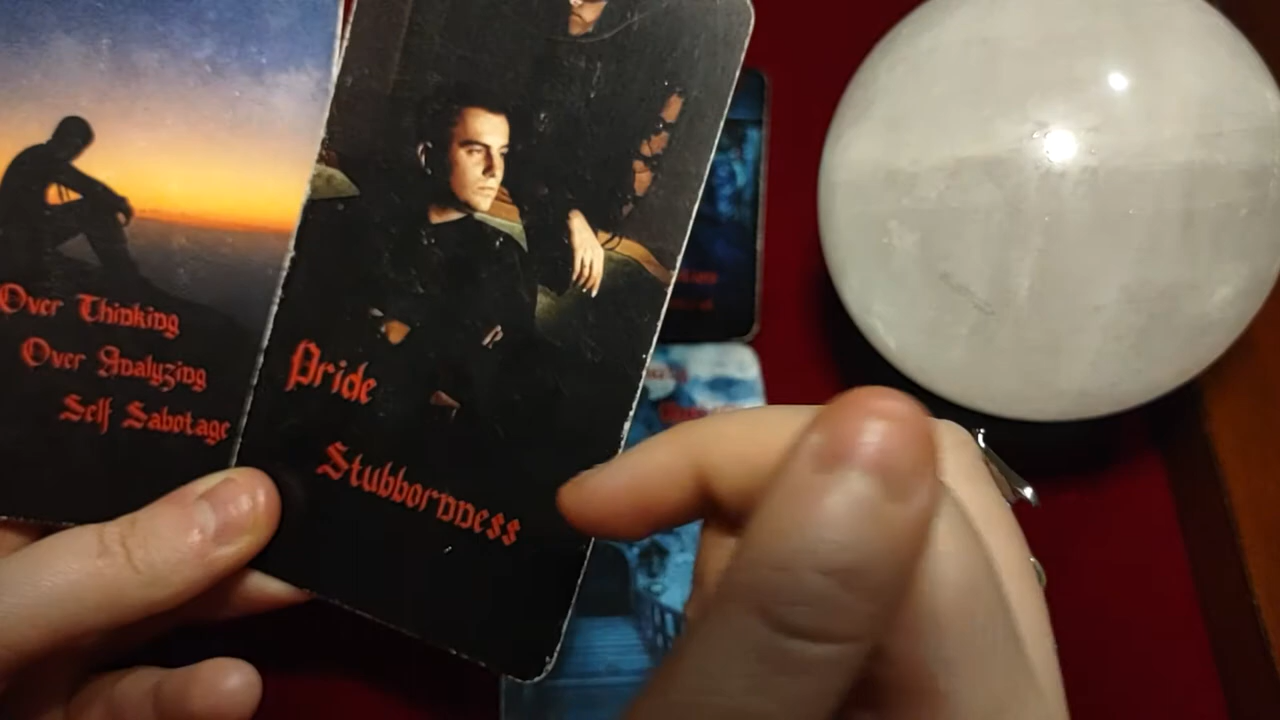 Over Thinking
Over Analyzing
Self Sabotage
Pride
Stubbornness